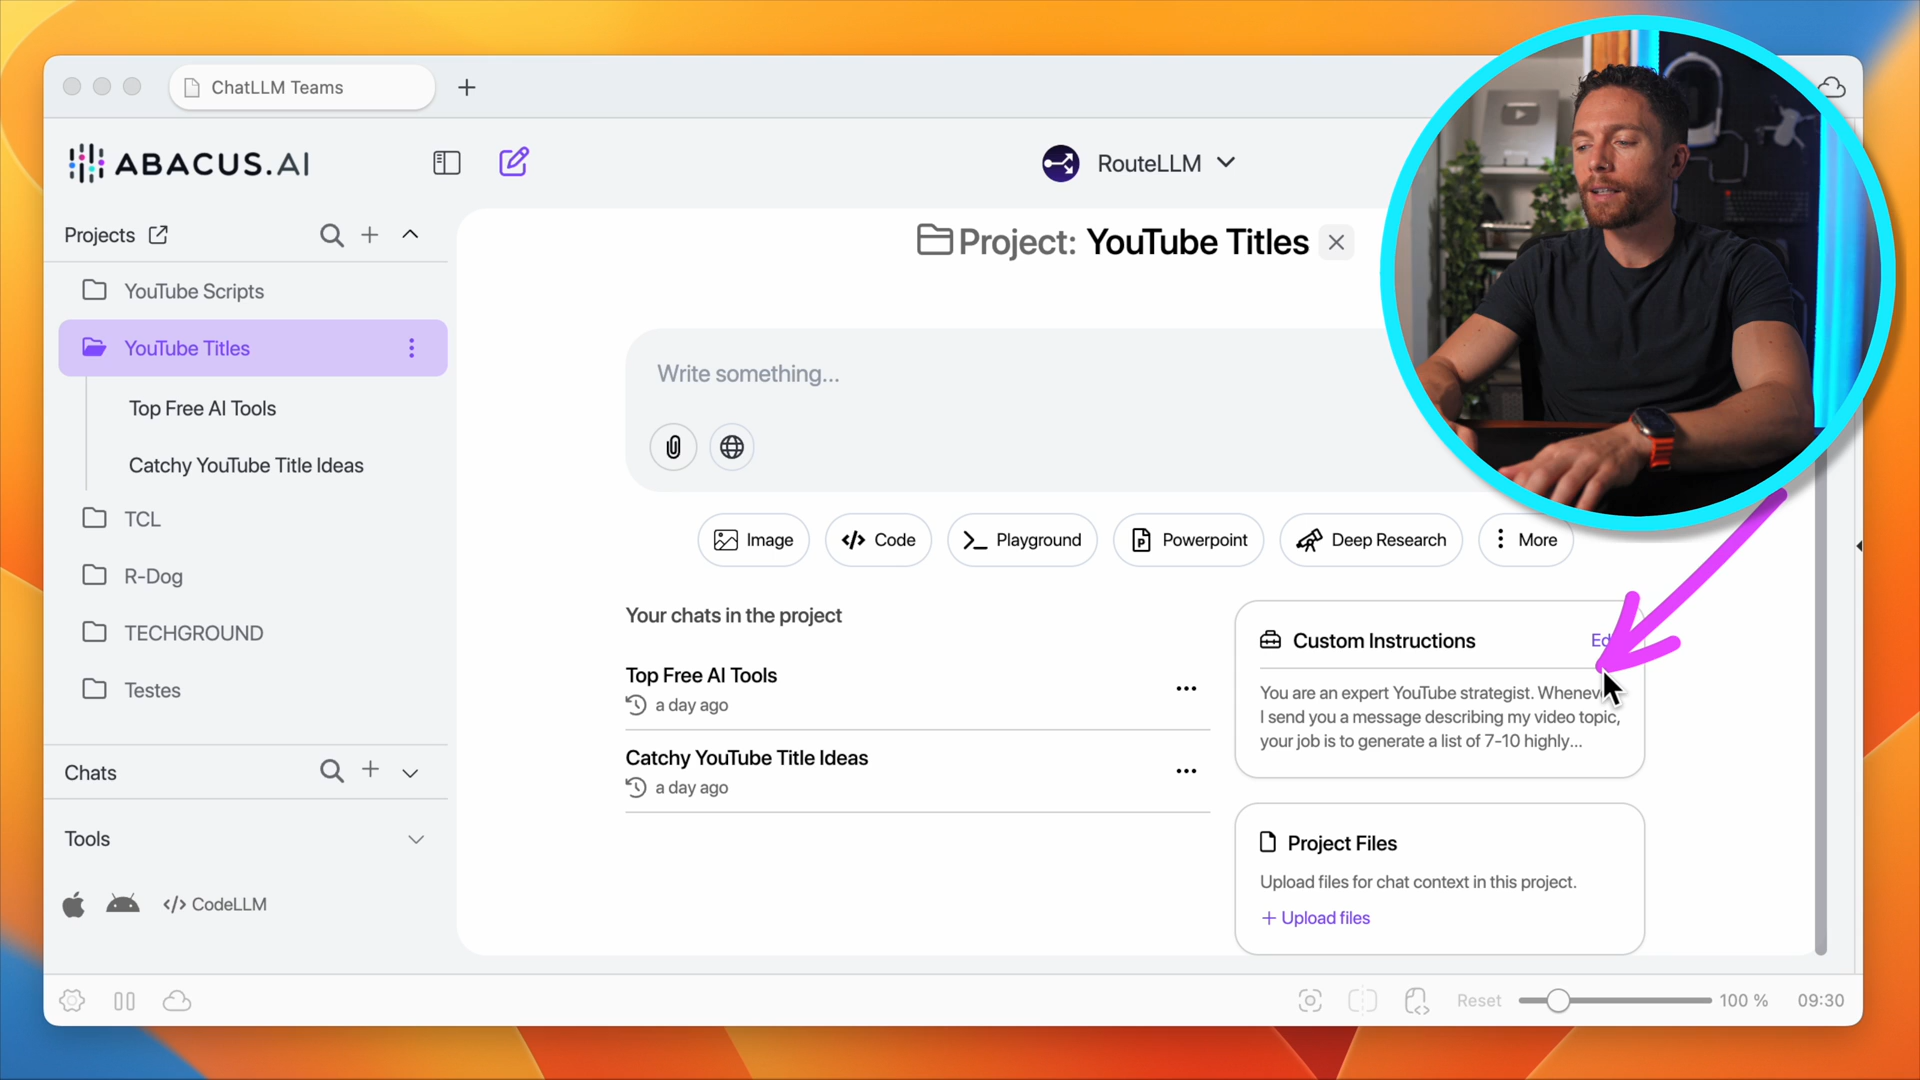 ChatLLM Teams
ABACUS.AI
RouteLLM
Projects
Project: YouTube Titles
YouTube Scripts
YouTube Titles
Top Free AI Tools
Catchy YouTube Title Ideas
TCL
R-Dog
TECHGROUND
Testes
Chats
Tools
</> CodeLLM
Write something...
Image
Code
Playground
Powerpoint
Deep Research
More
Your chats in the project
Top Free AI Tools
a day ago
Catchy YouTube Title Ideas
a day ago
Custom Instructions
You are an expert YouTube strategist.
I send you a message describing my video topic,
your job is to generate a list of 7-10 highly...
Project Files
Upload files for chat context in this project.
+ Upload files
Reset
100 %
09:30